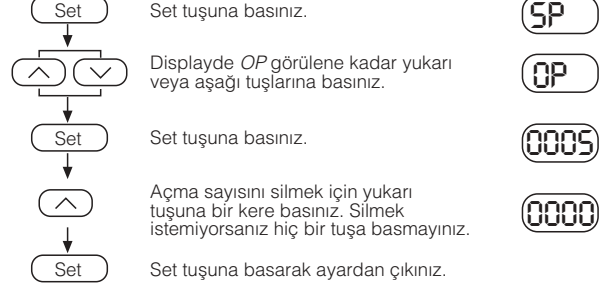 Set Set tuşuna basınız. SP
Displayde OP görülene kadar yukarı
veya aşağı tuşlarına basınız. OP
Set Set tuşuna basınız. 0005
Açma sayısını silmek için yukarı
tuşuna bir kere basınız. Silmek 0000
istemiyorsanız hiç bir tuşa basmayınız.
Set Set tuşuna basarak ayardan çıkınız.